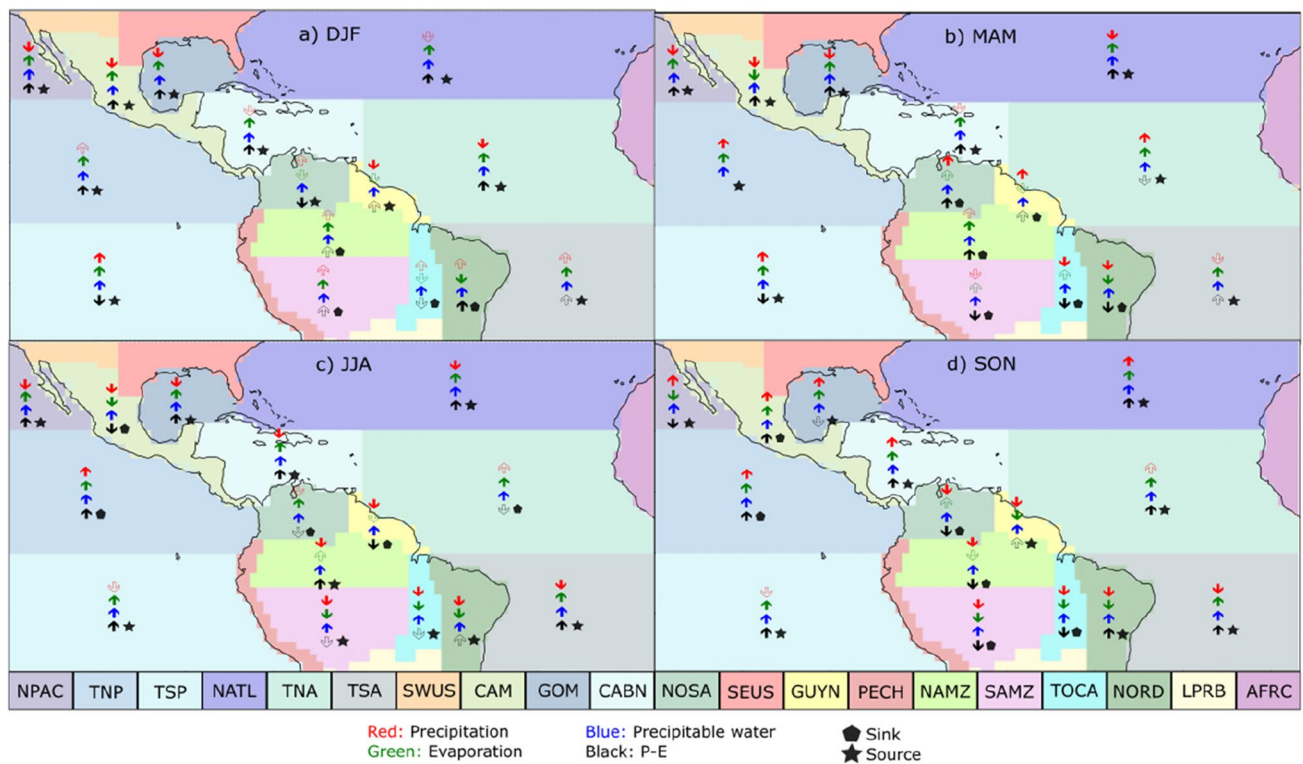 a) DJF
b) MAM
c) JJA
d) SON
NPAC TNP TSP NATL TNA TSA SWUS CAM GOM CABN NOSA SEUS GUYN PECH NAMZ SAMZ TOCA NORD LPRB AFRC
Red: Precipitation Blue: Precipitable water Sink
Green: Evaporation Black: P-E Source